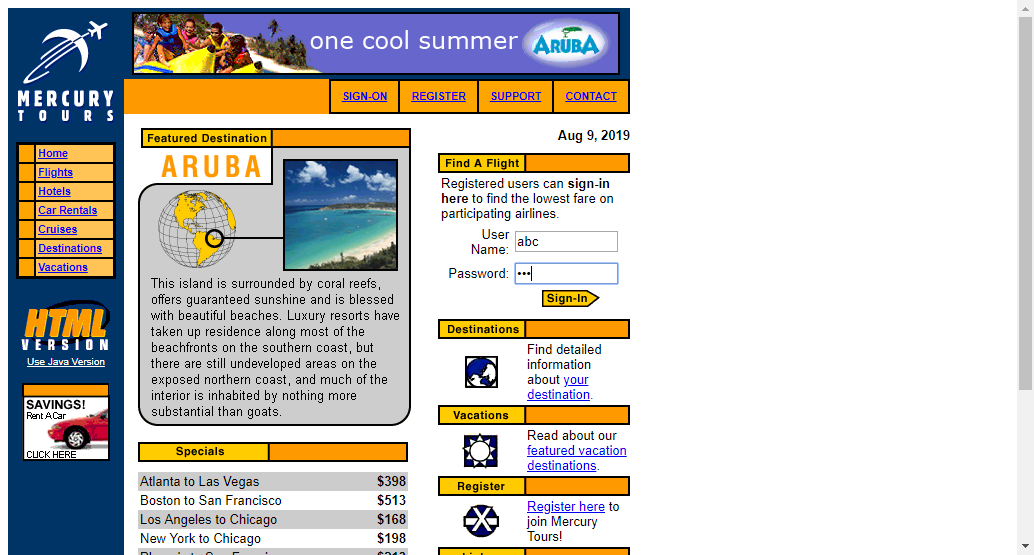 one cool summer ARUBA
MERCURY
TOURS
SIGN-ON REGISTER SUPPORT CONTACT
Home
Flights
Hotels
Car Rentals
Cruises
Destinations
Vacations
HTML
VERSION
Use Java Version
SAVINGS!
Rent A Car
CLICK HERE
Featured Destination
ARUBA
This island is surrounded by coral reefs,
offers guaranteed sunshine and is blessed
with beautiful beaches. Luxury resorts have
taken up residence along most of the
beachfronts on the southern coast, but
there are still undeveloped areas on the
exposed northern coast, and much of the
interior is inhabited by nothing more
substantial than goats.
Specials
Atlanta to Las Vegas $398
Boston to San Francisco $513
Los Angeles to Chicago $168
New York to Chicago $198
Aug 9, 2019
Find A Flight
Registered users can sign-in
here to find the lowest fare on
participating airlines.
User
Name: abc
Password: •••
Sign-In
Destinations
Find detailed
information
about your
destination.
Vacations
Read about our
featured vacation
destinations.
Register
Register here to
join Mercury
Tours!